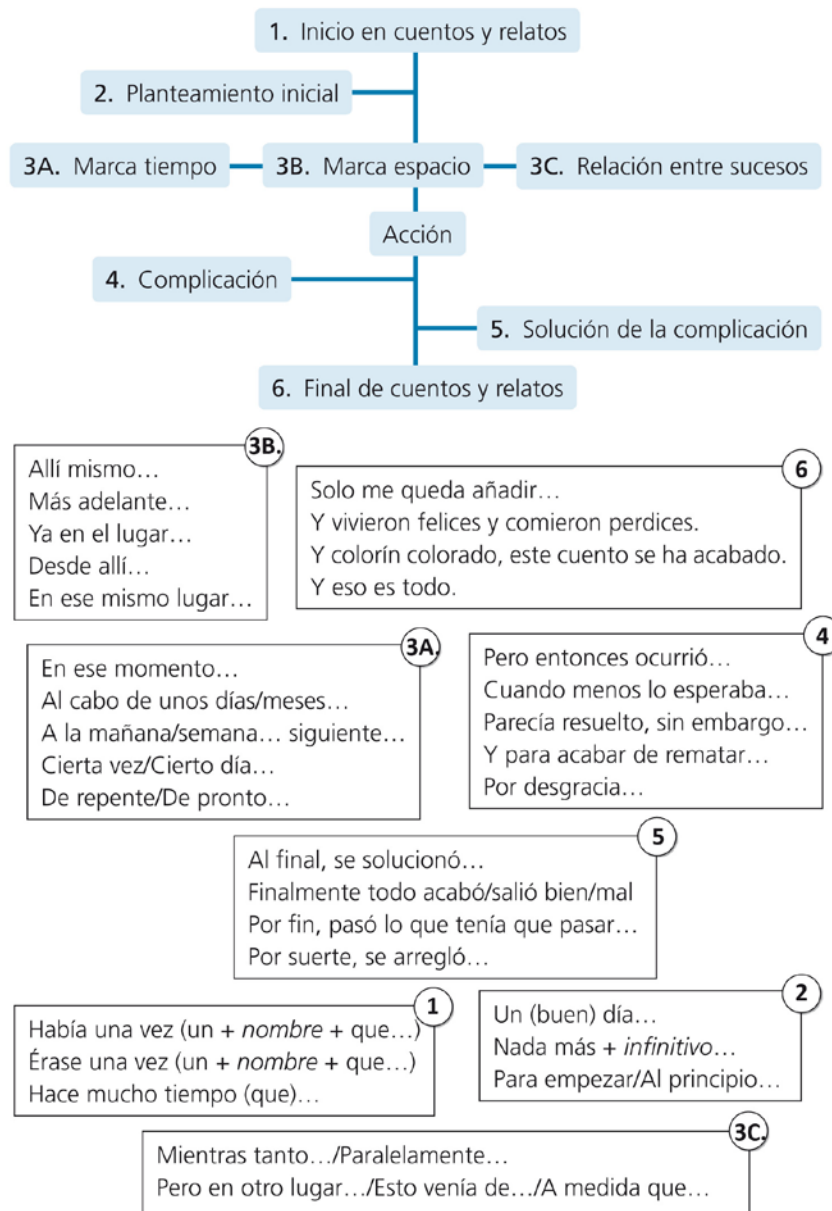 1. Inicio en cuentos y relatos
2. Planteamiento inicial
3A. Marca tiempo
3B. Marca espacio
3C. Relación entre sucesos
Acción
4. Complicación
5. Solución de la complicación
6. Final de cuentos y relatos
3B.
Allí mismo…
Más adelante…
Ya en el lugar…
Desde allí…
En ese mismo lugar…
6
Solo me queda añadir…
Y vivieron felices y comieron perdices.
Y colorín colorado, este cuento se ha acabado.
Y eso es todo.
3A.
En ese momento…
Al cabo de unos días/meses…
A la mañana/semana… siguiente…
Cierta vez/Cierto día…
De repente/De pronto…
4
Pero entonces ocurrió…
Cuando menos lo esperaba…
Parecía resuelto, sin embargo…
Y para acabar de rematar…
Por desgracia…
5
Al final, se solucionó…
Finalmente todo acabó/salió bien/mal
Por fin, pasó lo que tenía que pasar…
Por suerte, se arregló…
1
Había una vez (un + nombre + que…)
Érase una vez (un + nombre + que…)
Hace mucho tiempo (que)…
2
Un (buen) día…
Nada más + infinitivo…
Para empezar/Al principio…
3C.
Mientras tanto…/Paralelamente…
Pero en otro lugar…/Esto venía de…/A medida que…